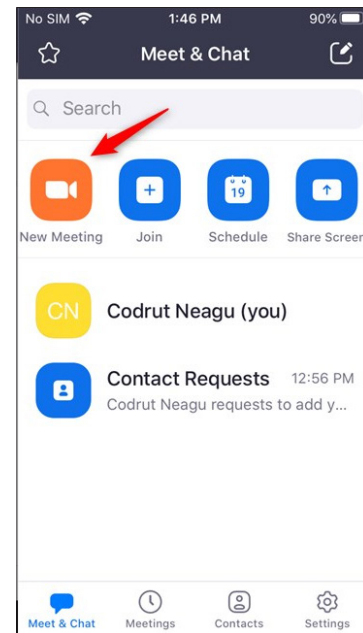 No SIM 1:46 PM 90%
Meet & Chat
Search
19
New Meeting Join Schedule Share Screen
CN Codrut Neagu (you)
Contact Requests 12:56 PM
Codrut Neagu requests to add y...
Meet & Chat Meetings Contacts Settings